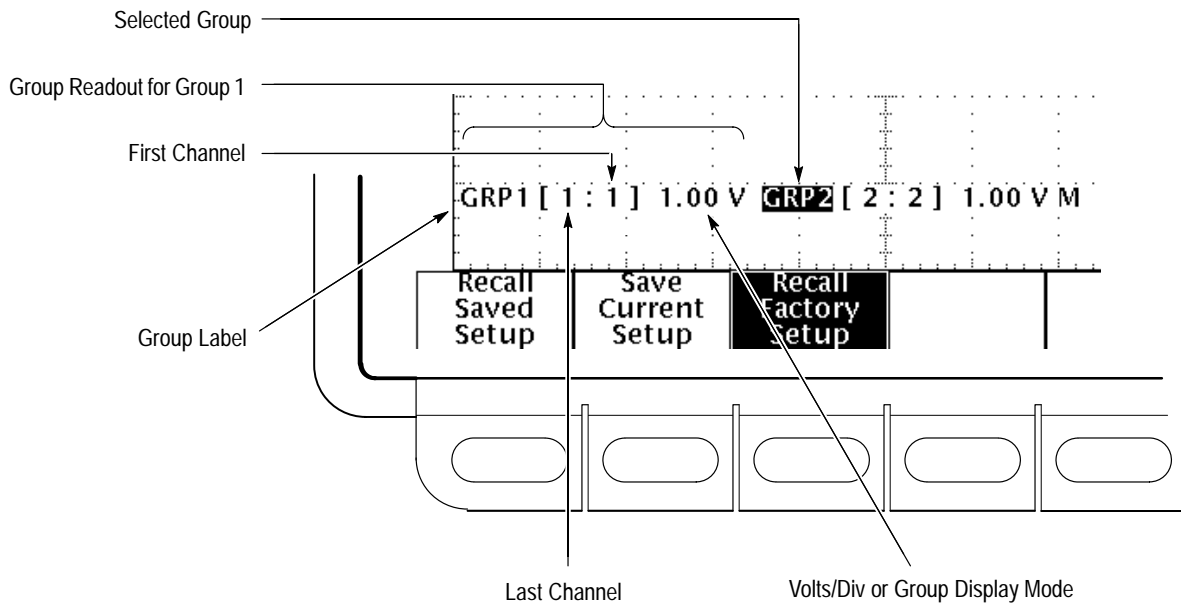 Selected Group
Group Readout for Group 1
First Channel
GRP1 [ 1 : 1 ] 1.00 V GRP2 [ 2 : 2 ] 1.00 V M
Recall Saved Setup
Save Current Setup
Recall Factory Setup
Group Label
Last Channel
Volts/Div or Group Display Mode